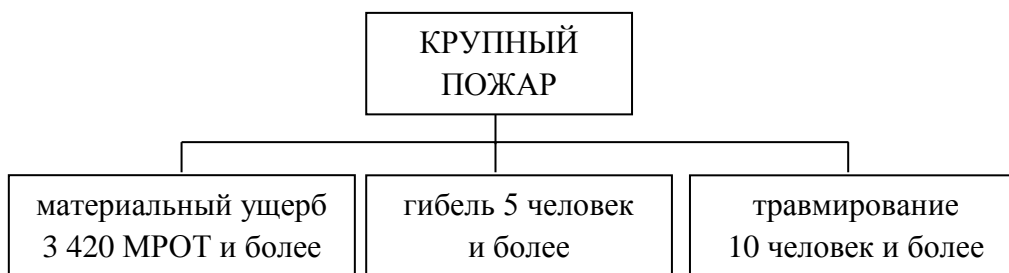 КРУПНЫЙ
ПОЖАР
материальный ущерб
3 420 МРОТ и более
гибель 5 человек
и более
травмирование
10 человек и более